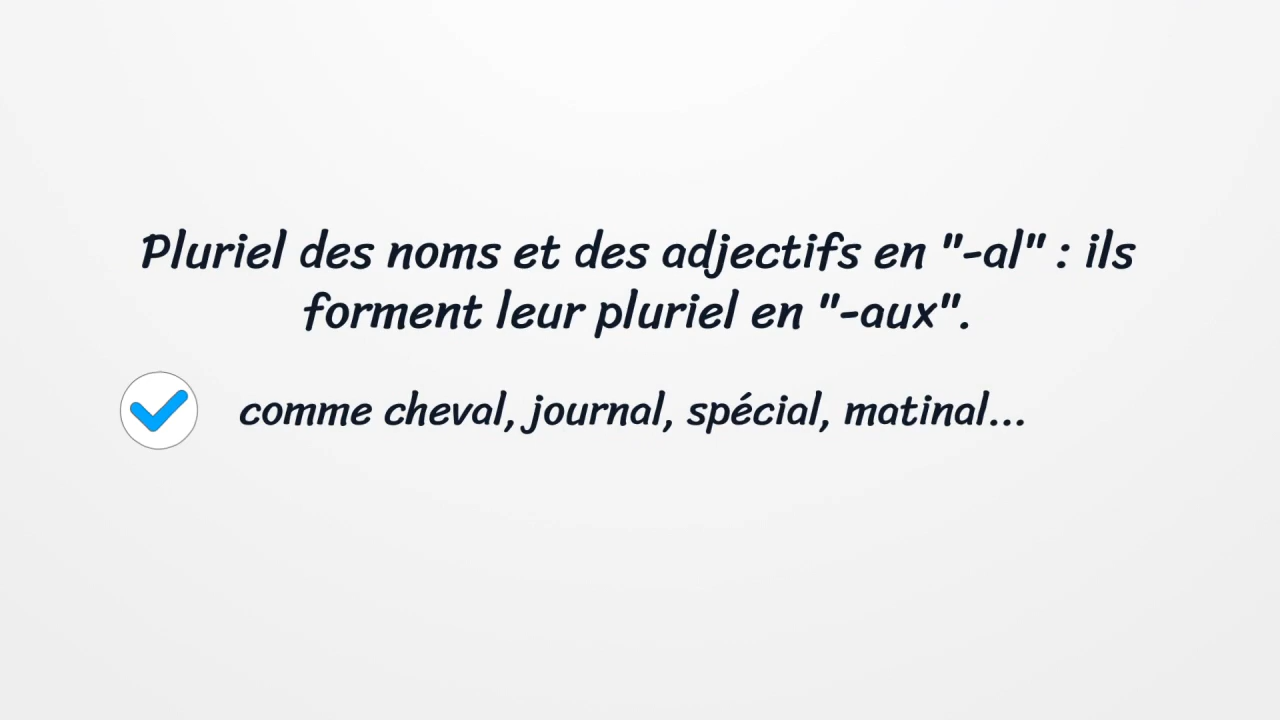 Pluriel des noms et des adjectifs en "-al" : ils
forment leur pluriel en "-aux".
comme cheval, journal, spécial, matinal...